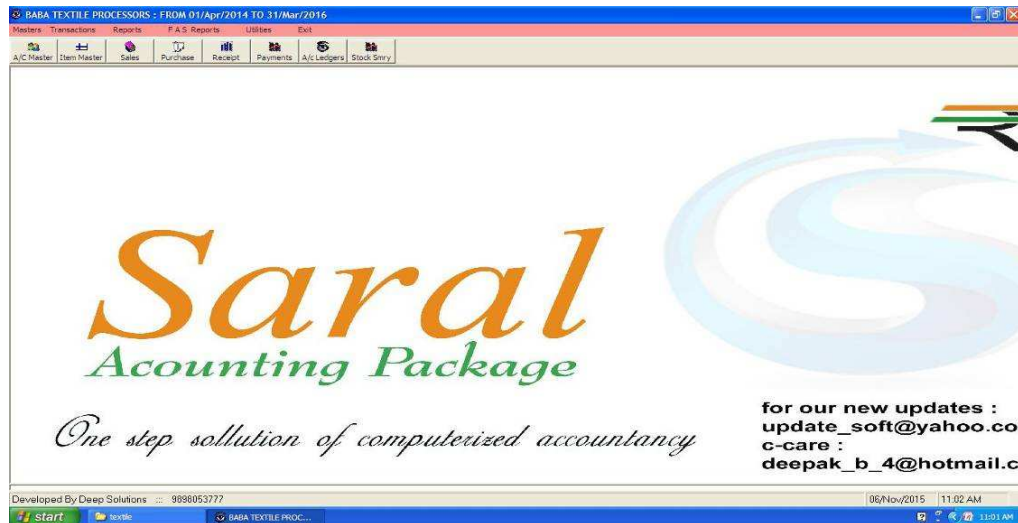 BABA TEXTILE PROCESSORS : FROM 01/Apr/2014 TO 31/Mar/2016
Masters Transactions Reports F A S Reports Utilities Exit
A/C Master Item Master Sales Purchase Receipt Payments A/c Ledgers Stock Smry
Saral
Acounting Package
One step sollution of computerized accountancy
for our new updates :
update_soft@yahoo.co
c-care :
deepak_b_4@hotmail.c
Developed By Deep Solutions ::: 9898053777 06/Nov/2015 11:02 AM
start textile BABA TEXTILE PROC... 11:01 AM